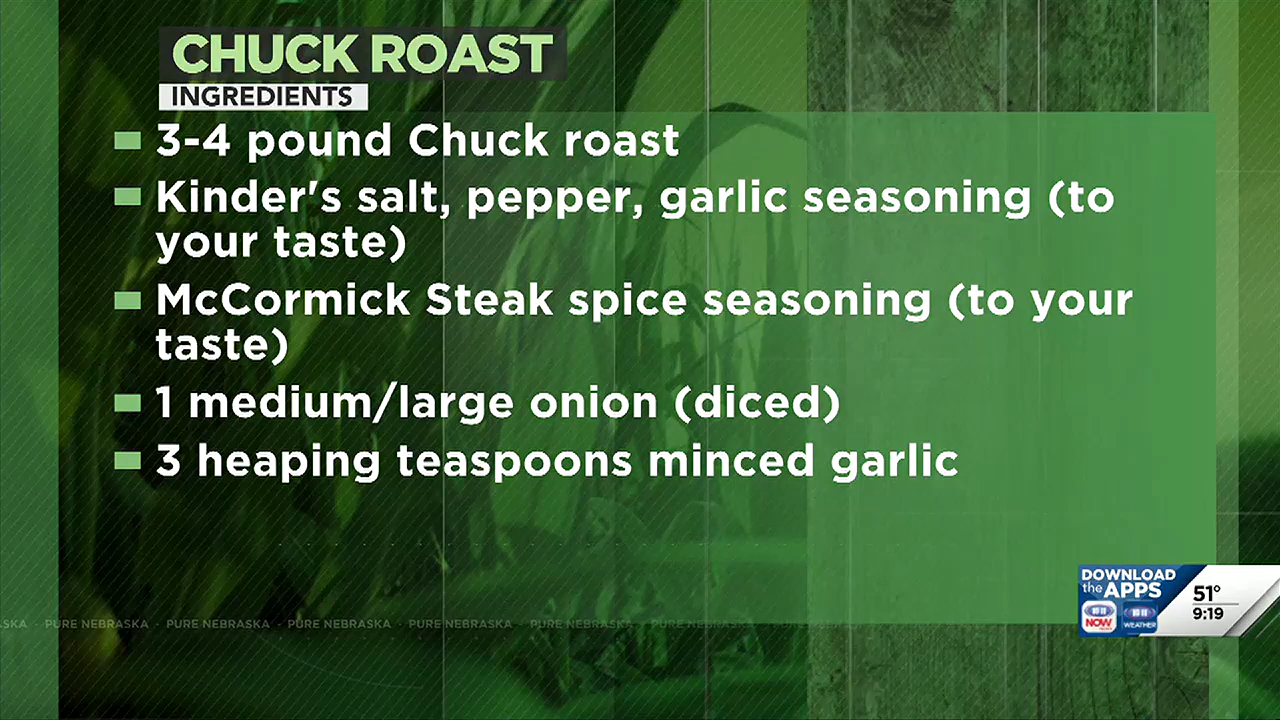 CHUCK ROAST
INGREDIENTS
3-4 pound Chuck roast
Kinder's salt, pepper, garlic seasoning (to
your taste)
McCormick Steak spice seasoning (to your
taste)
1 medium/large onion (diced)
3 heaping teaspoons minced garlic
DOWNLOAD
the APPS
51°
9:19
NOW
WEATHER
SKA - PURE NEBRASKA - PURE NEBRASKA - PURE NEBRASKA - PURE NEBRASKA - PURE NEBRASKA - PURE NEBRASKA -